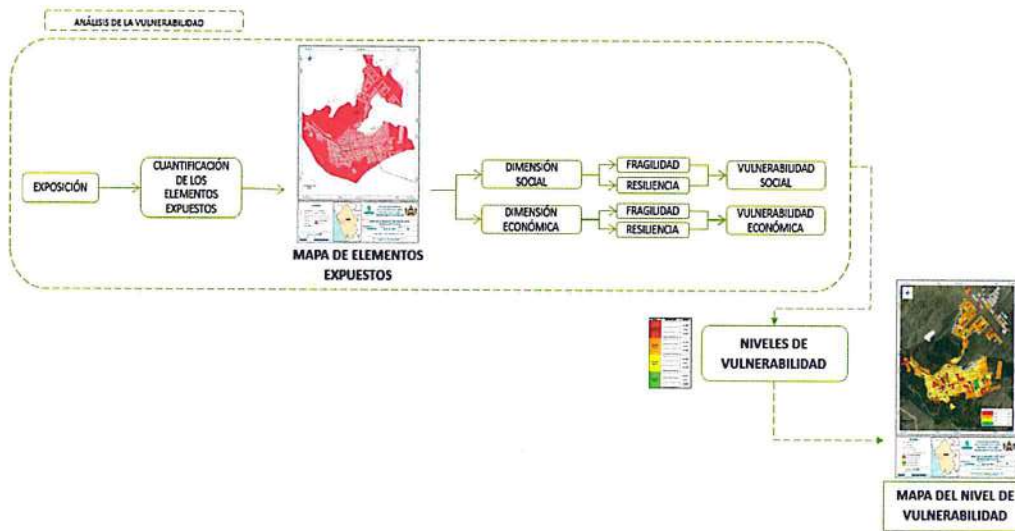 ANÁLISIS DE LA VULNERABILIDAD
EXPOSICIÓN
CUANTIFICACIÓN
DE LOS
ELEMENTOS
EXPUESTOS
MAPA DE ELEMENTOS
EXPUESTOS
DIMENSIÓN
SOCIAL
FRAGILIDAD
RESILIENCIA
VULNERABILIDAD
SOCIAL
DIMENSIÓN
ECONÓMICA
FRAGILIDAD
RESILIENCIA
VULNERABILIDAD
ECONÓMICA
NIVELES DE
VULNERABILIDAD
MAPA DEL NIVEL DE
VULNERABILIDAD